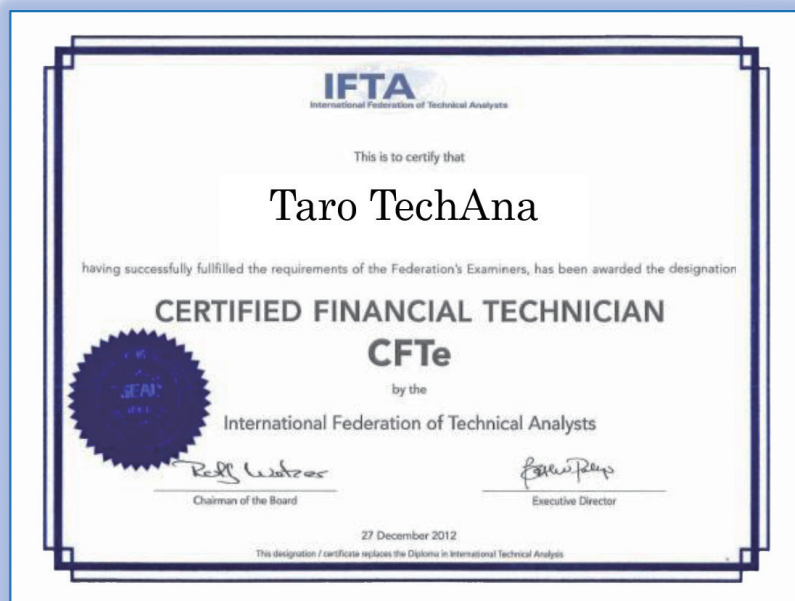 IFTA
International Federation of Technical Analysts
This is to certify that
Taro TechAna
having successfully fullfilled the requirements of the Federation's Examiners, has been awarded the designation
CERTIFIED FINANCIAL TECHNICIAN
CFTe
by the
SEAL
International Federation of Technical Analysts
Chairman of the Board
Executive Director
27 December 2012
This designation / certificate replaces the Diploma in International Technical Analysis